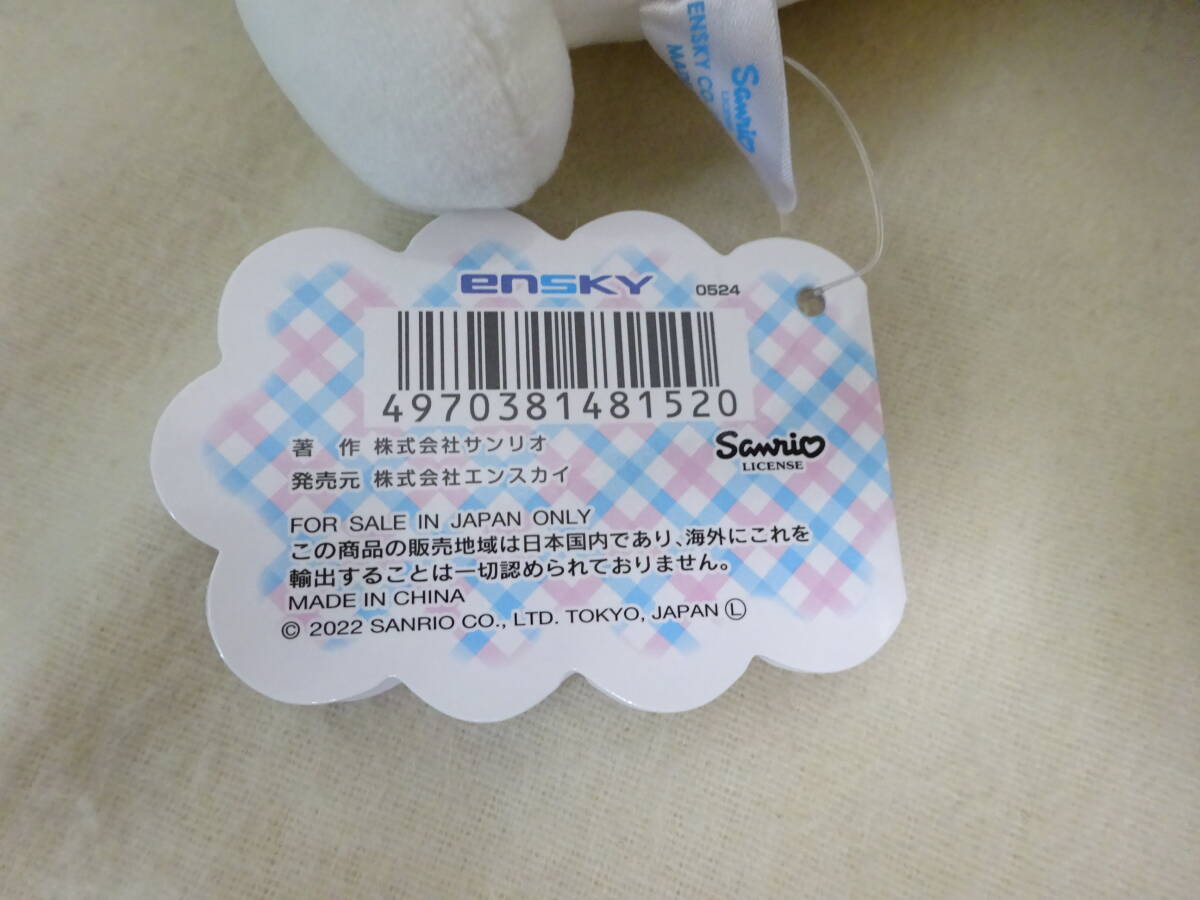 ENSKY CO.
Sanrio
LICENSE
ensky 0524
4970381481520
著 作 株式会社サンリオ
発売元 株式会社エンスカイ
Sanrio
LICENSE
FOR SALE IN JAPAN ONLY
この商品の販売地域は日本国内であり、海外にこれを
輸出することは一切認められておりません。
MADE IN CHINA
© 2022 SANRIO CO., LTD. TOKYO, JAPAN Ⓛ